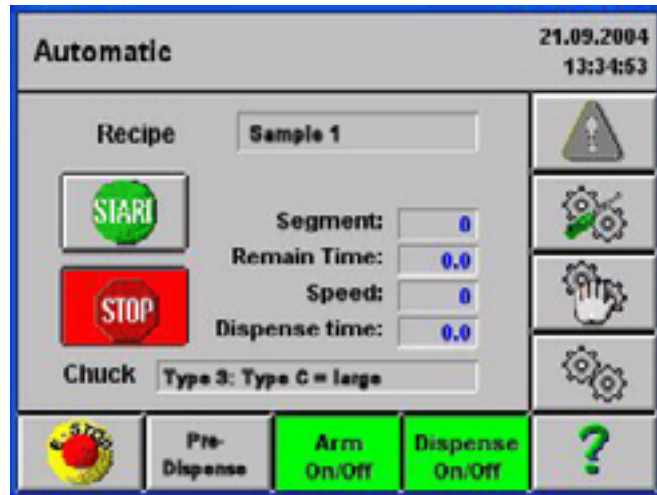 Automatic
21.09.2004
13:34:53
Recipe
Sample 1
START
Segment: 0
Remain Time: 0.0
STOP
Speed: 0
Dispense time: 0.0
Chuck
Type 3: Type C = large
E-STOP
Pre-
Dispense
Arm
On/Off
Dispense
On/Off
?